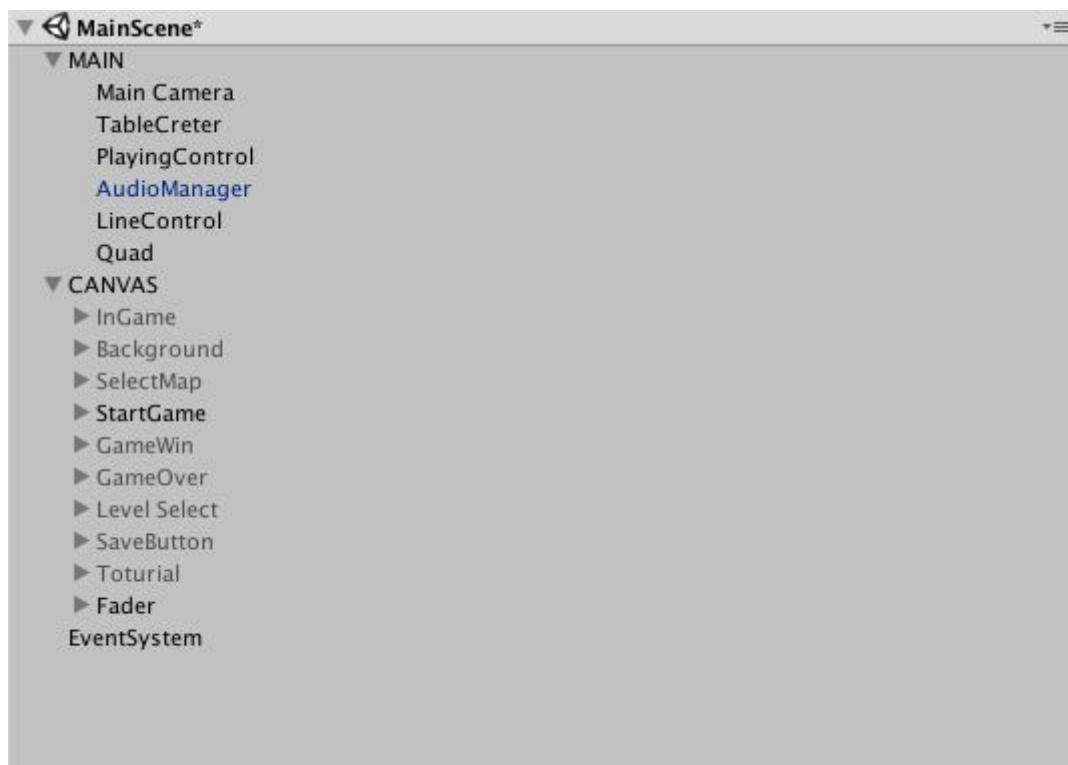 MainScene*
MAIN
Main Camera
TableCreter
PlayingControl
AudioManager
LineControl
Quad
CANVAS
InGame
Background
SelectMap
StartGame
GameWin
GameOver
Level Select
SaveButton
Toturial
Fader
EventSystem